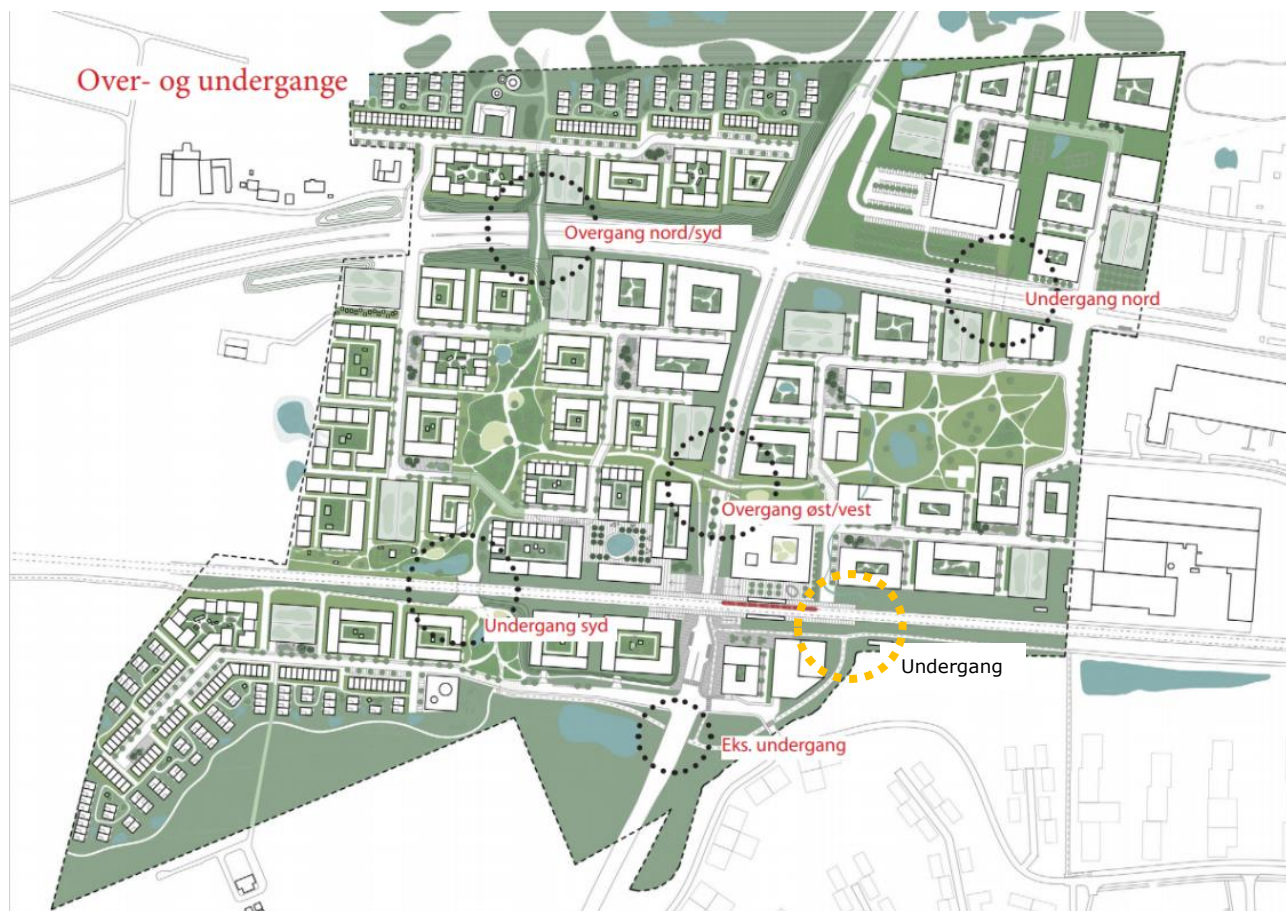 Over- og undergange
Overgang nord/syd
Undergang nord
Overgang øst/vest
Undergang syd
Undergang
Eks. undergang